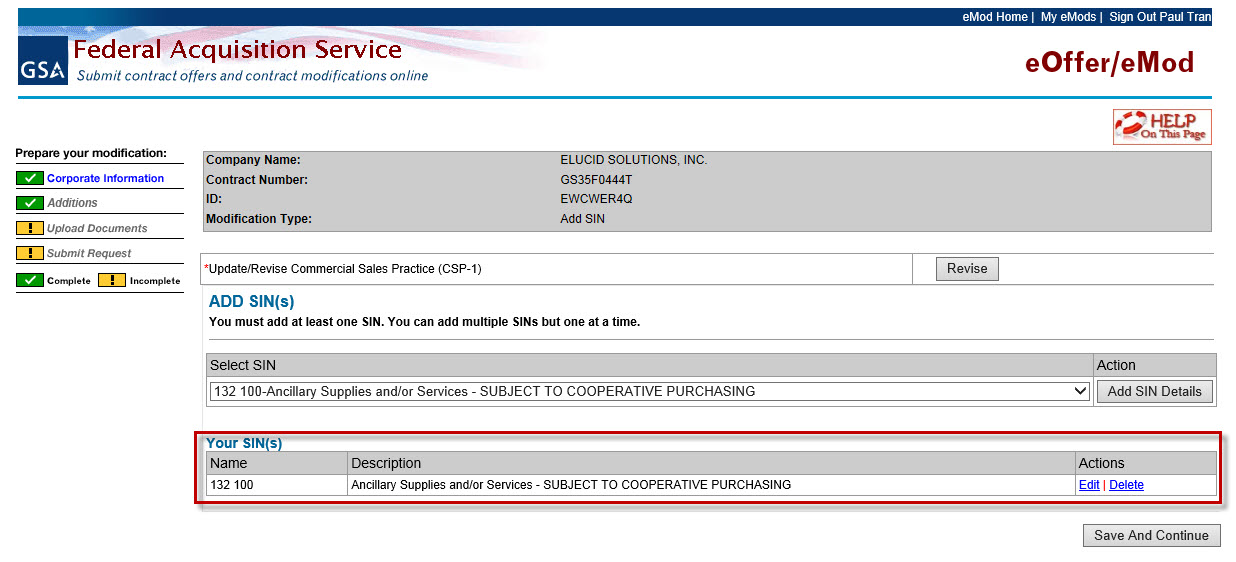 eMod Home | My eMods | Sign Out Paul Tran
GSA
Federal Acquisition Service
Submit contract offers and contract modifications online
eOffer/eMod
HELP
On This Page
Prepare your modification:
Corporate Information
Additions
! Upload Documents
! Submit Request
Complete ! Incomplete
Company Name: ELUCID SOLUTIONS, INC.
Contract Number: GS35F0444T
ID: EWCWER4Q
Modification Type: Add SIN
*Update/Revise Commercial Sales Practice (CSP-1) Revise
ADD SIN(s)
You must add at least one SIN. You can add multiple SINs but one at a time.
Select SIN Action
132 100-Ancillary Supplies and/or Services - SUBJECT TO COOPERATIVE PURCHASING Add SIN Details
Your SIN(s)
Name Description Actions
132 100 Ancillary Supplies and/or Services - SUBJECT TO COOPERATIVE PURCHASING Edit | Delete
Save And Continue